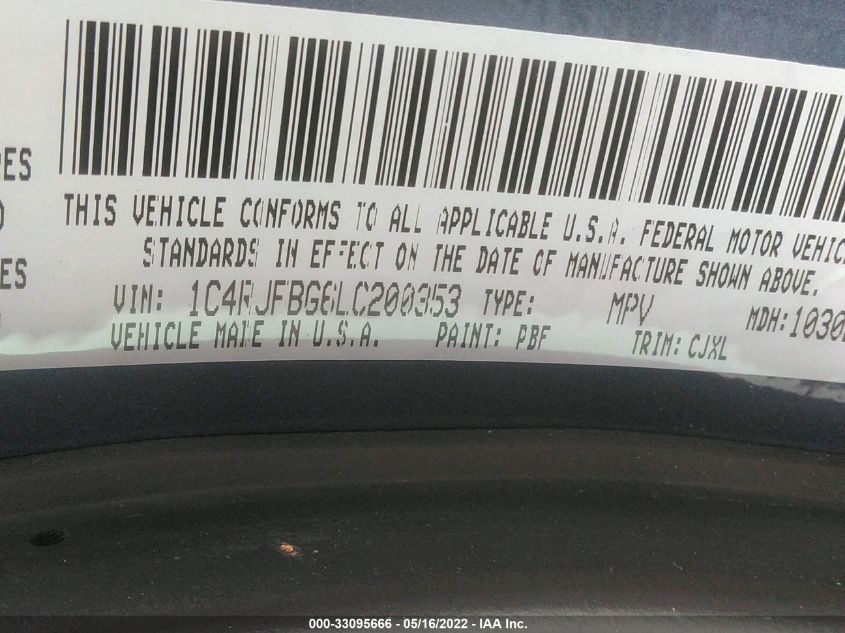 RES
THIS VEHICLE CONFORMS TO ALL APPLICABLE U.S.A. FEDERAL MOTOR VEHIC
STANDARDS IN EFFECT ON THE DATE OF MANUFACTURE SHOWN ABOVE.
ES
VIN: 1C4RJFBG6LC200353 TYPE: MPV MDH: 1030
VEHICLE MADE IN U.S.A. PAINT: PBF TRIM: CJXL
000-33095666 - 05/16/2022 - IAA Inc.